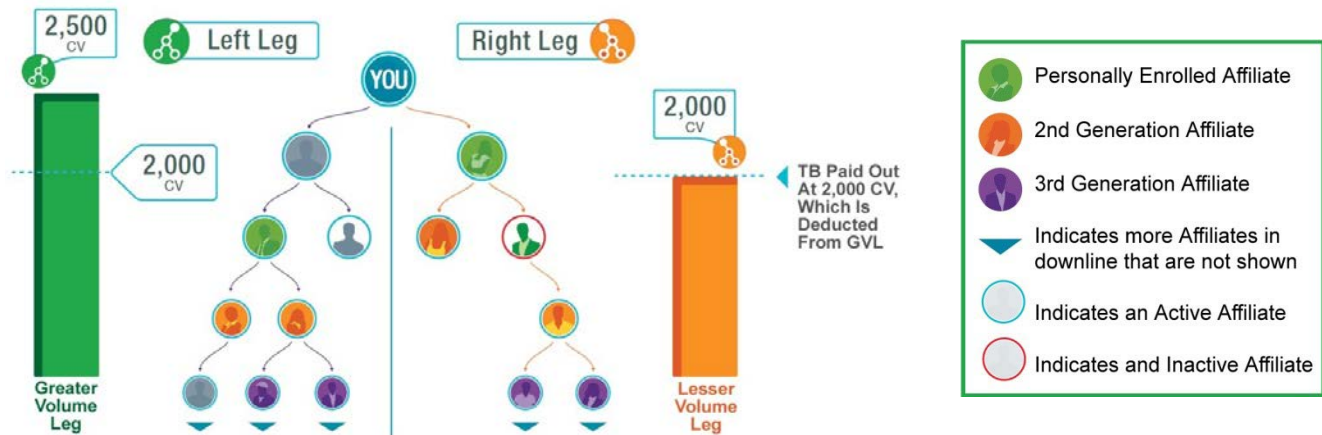 2,500
CV
Left Leg
Right Leg
YOU
2,000
CV
2,000
CV
TB Paid Out
At 2,000 CV,
Which Is
Deducted
From GVL
Greater
Volume
Leg
Lesser
Volume
Leg
Personally Enrolled Affiliate
2nd Generation Affiliate
3rd Generation Affiliate
Indicates more Affiliates in
downline that are not shown
Indicates an Active Affiliate
Indicates and Inactive Affiliate